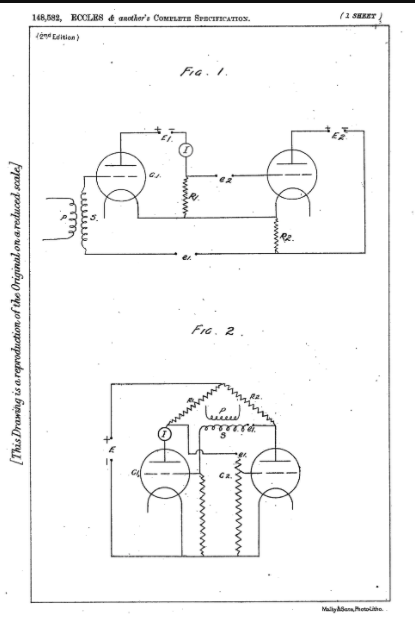 148,582, ECCLES & another's COMPLETE SPECIFICATION.
(1 SHEET)
(2nd Edition)
[This Drawing is a reproduction of the Original on a reduced scale]
FIG. 1.
E1.
E2
I
G1.
e2
R1.
P
S.
R2.
e1.
FIG. 2.
R1
R2.
P
S
e1.
I
E
e1.
G1
G2.
Malby & Sons, Photo-Litho.